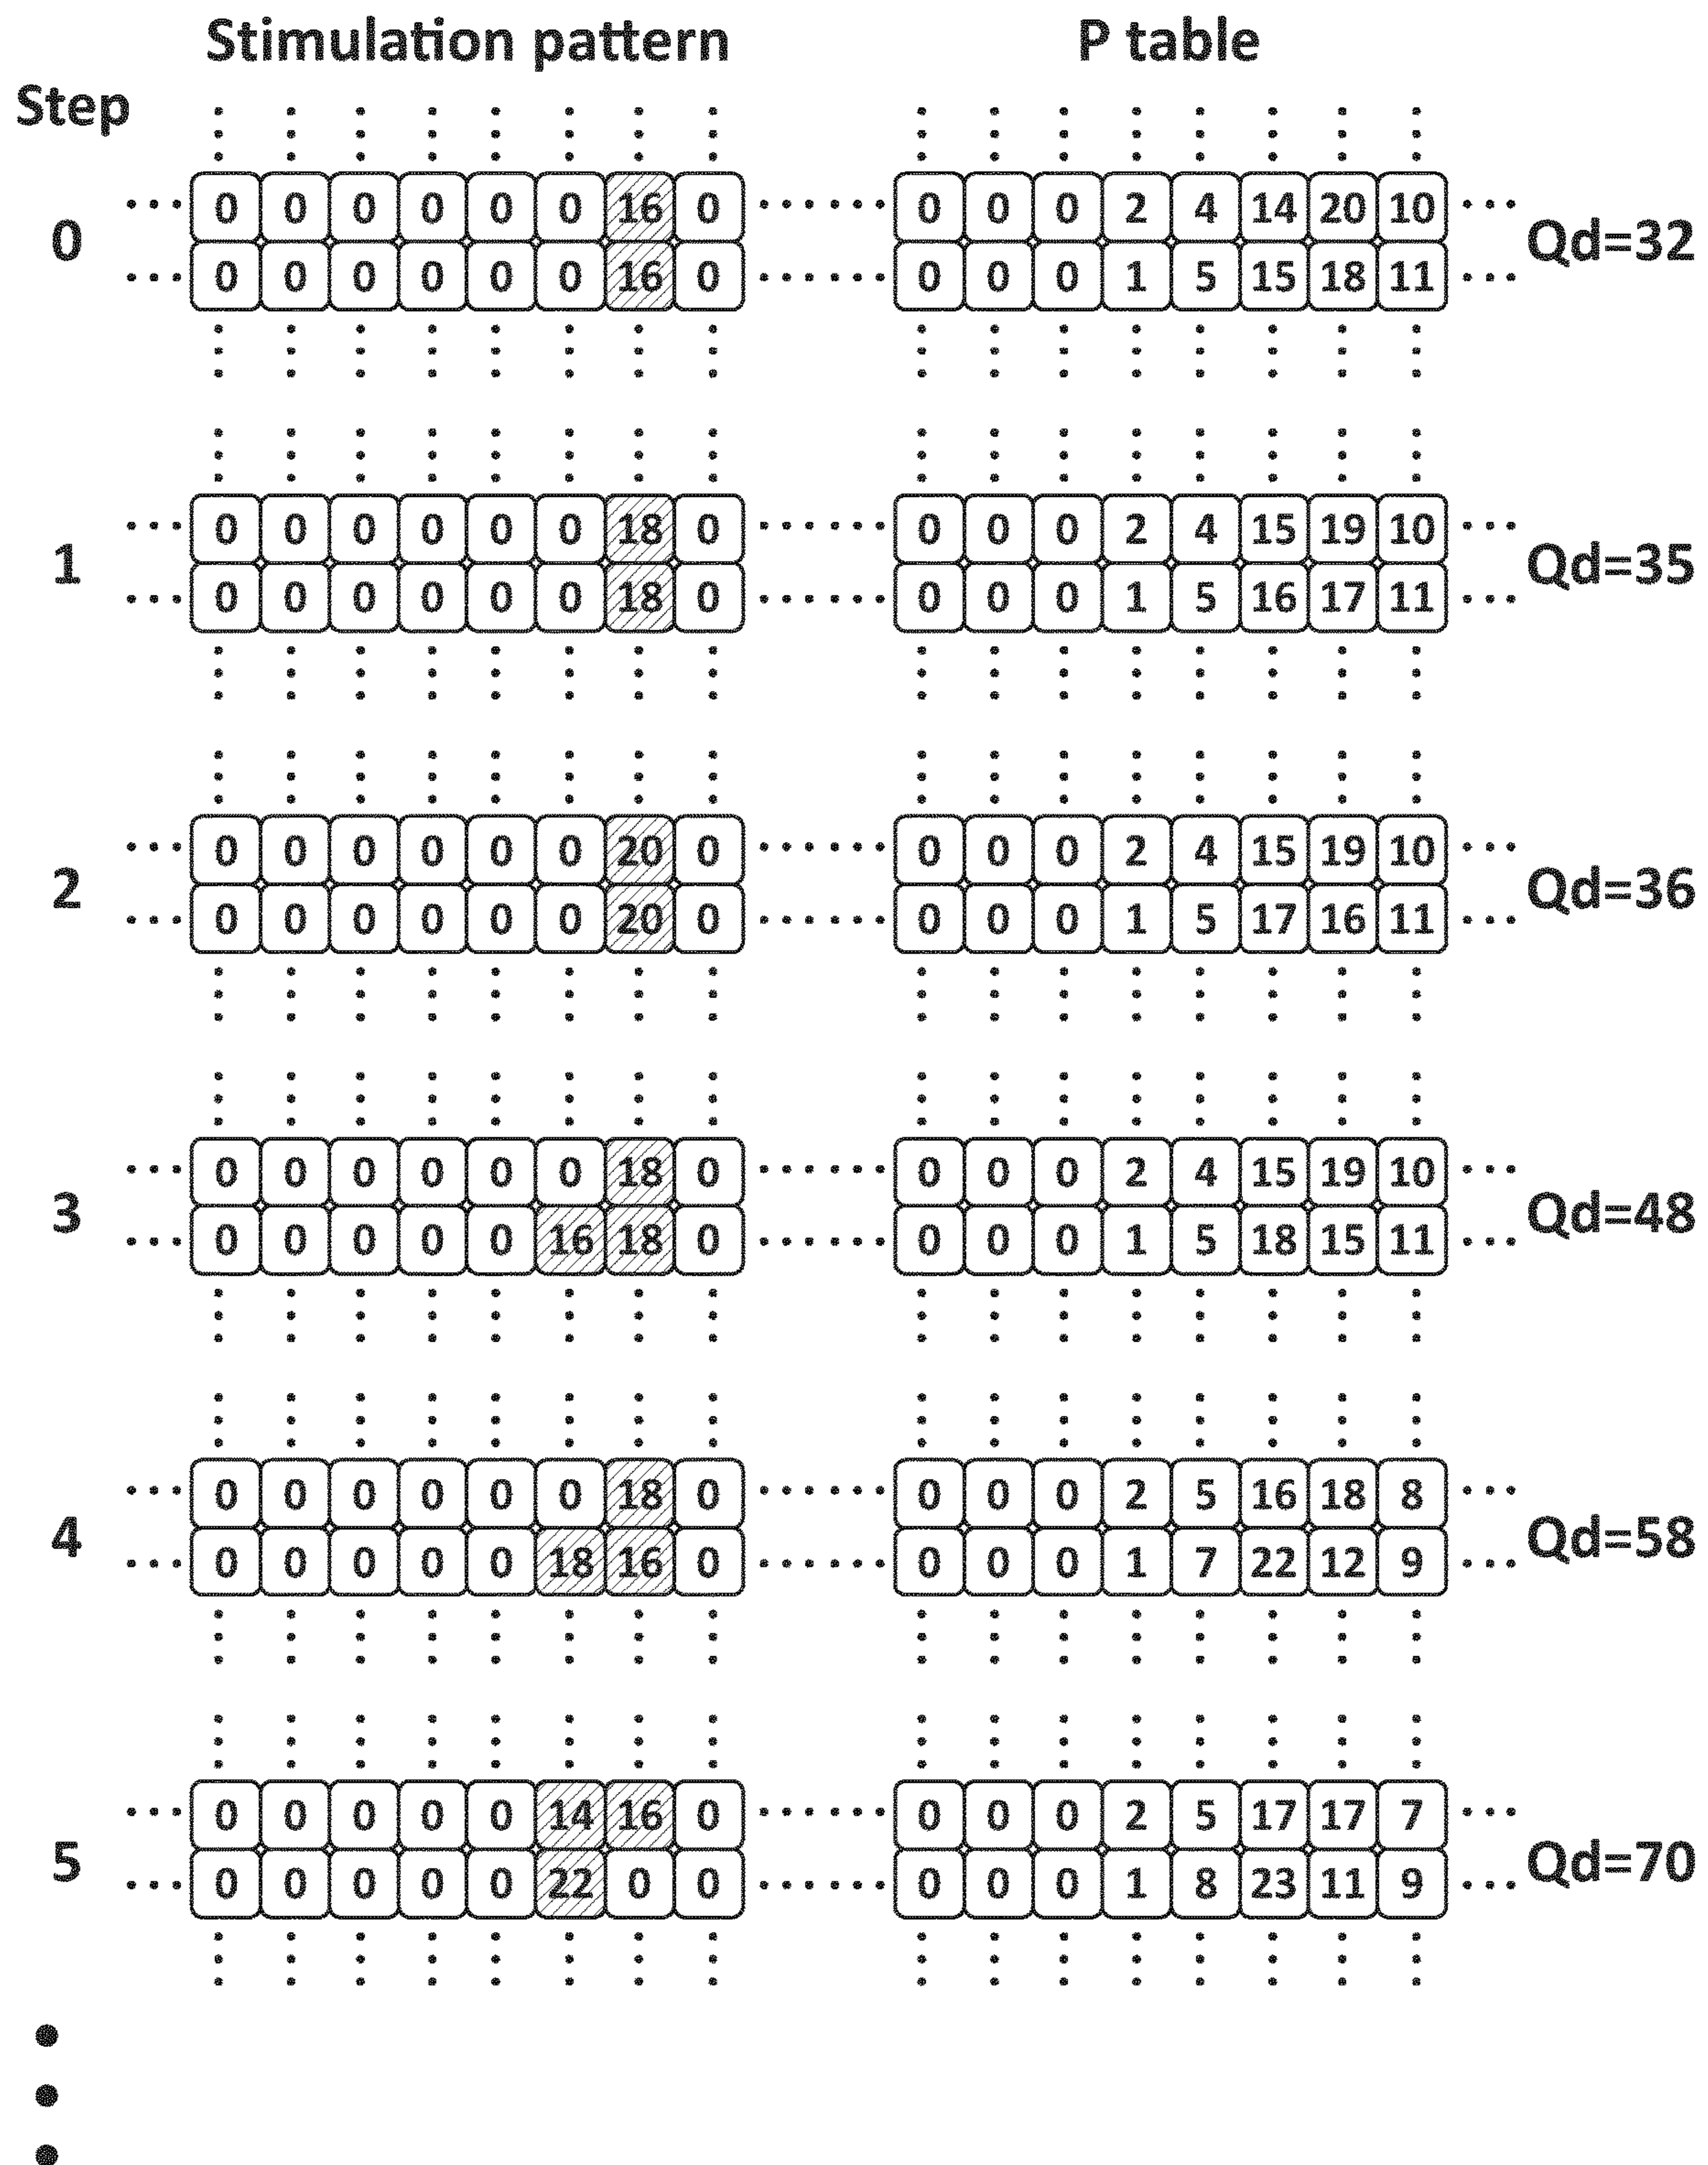 Stimulation pattern P table
Step
0 0 0 0 0 0 16 0 0 0 0 2 4 14 20 10
0 Qd=32
0 0 0 0 0 0 16 0 0 0 0 1 5 15 18 11
0 0 0 0 0 0 18 0 0 0 0 2 4 15 19 10
1 Qd=35
0 0 0 0 0 0 18 0 0 0 0 1 5 16 17 11
0 0 0 0 0 0 20 0 0 0 0 2 4 15 19 10
2 Qd=36
0 0 0 0 0 0 20 0 0 0 0 1 5 17 16 11
0 0 0 0 0 0 18 0 0 0 0 2 4 15 19 10
3 Qd=48
0 0 0 0 0 16 18 0 0 0 0 1 5 18 15 11
0 0 0 0 0 0 18 0 0 0 0 2 5 16 18 8
4 Qd=58
0 0 0 0 0 18 16 0 0 0 0 1 7 22 12 9
0 0 0 0 0 14 16 0 0 0 0 2 5 17 17 7
5 Qd=70
0 0 0 0 0 22 0 0 0 0 0 1 8 23 11 9